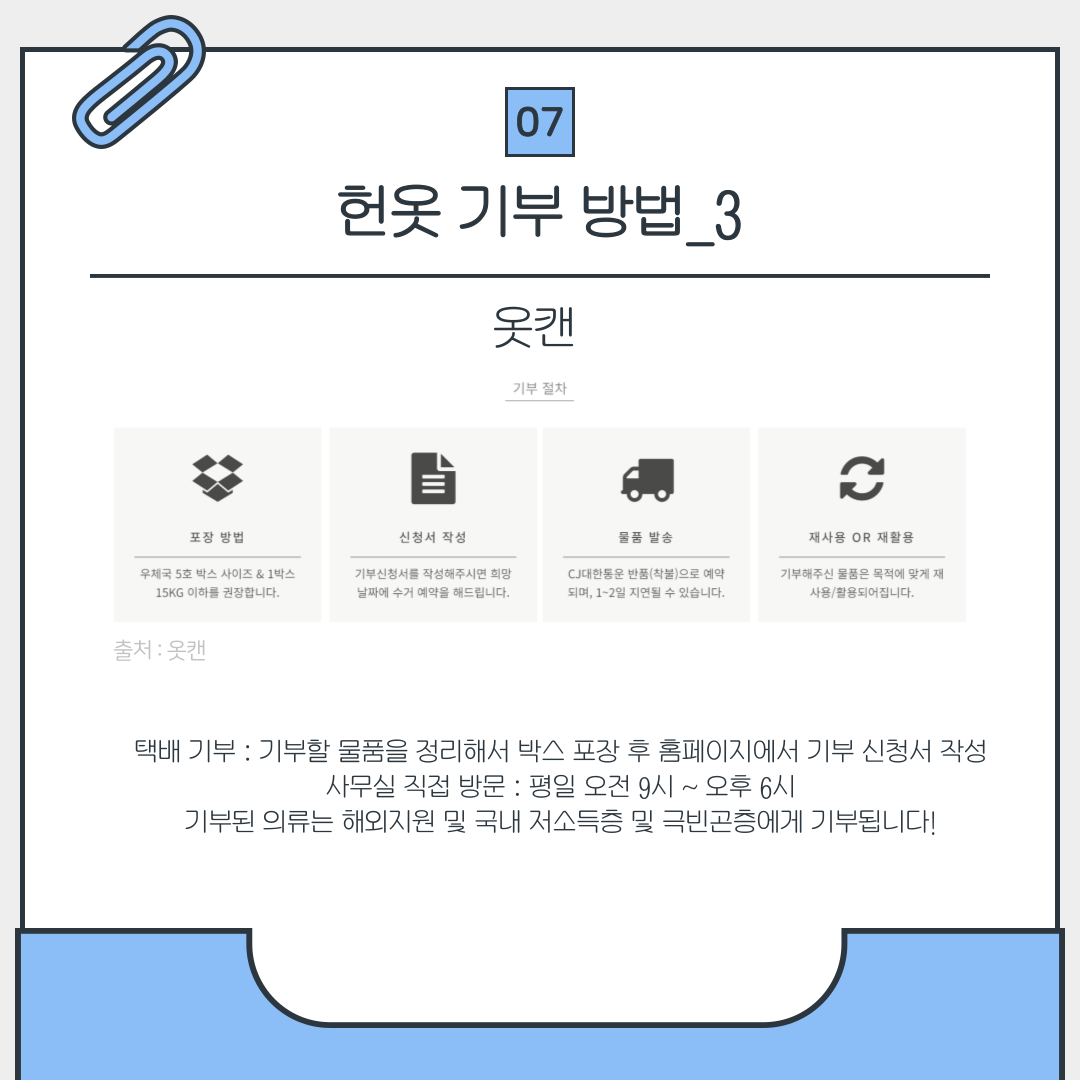 07
헌옷 기부 방법_3
옷캔
기부 절차
포장 방법
우체국 5호 박스 사이즈 & 1박스
15KG 이하를 권장합니다.
신청서 작성
기부신청서를 작성해주시면 희망
날짜에 수거 예약을 해드립니다.
물품 발송
CJ대한통운 반품(착불)으로 예약
되며, 1~2일 지연될 수 있습니다.
재사용 OR 재활용
기부해주신 물품은 목적에 맞게 재
사용/활용되어집니다.
출처 : 옷캔
택배 기부 : 기부할 물품을 정리해서 박스 포장 후 홈페이지에서 기부 신청서 작성
사무실 직접 방문 : 평일 오전 9시 ~ 오후 6시
기부된 의류는 해외지원 및 국내 저소득층 및 극빈곤층에게 기부됩니다!